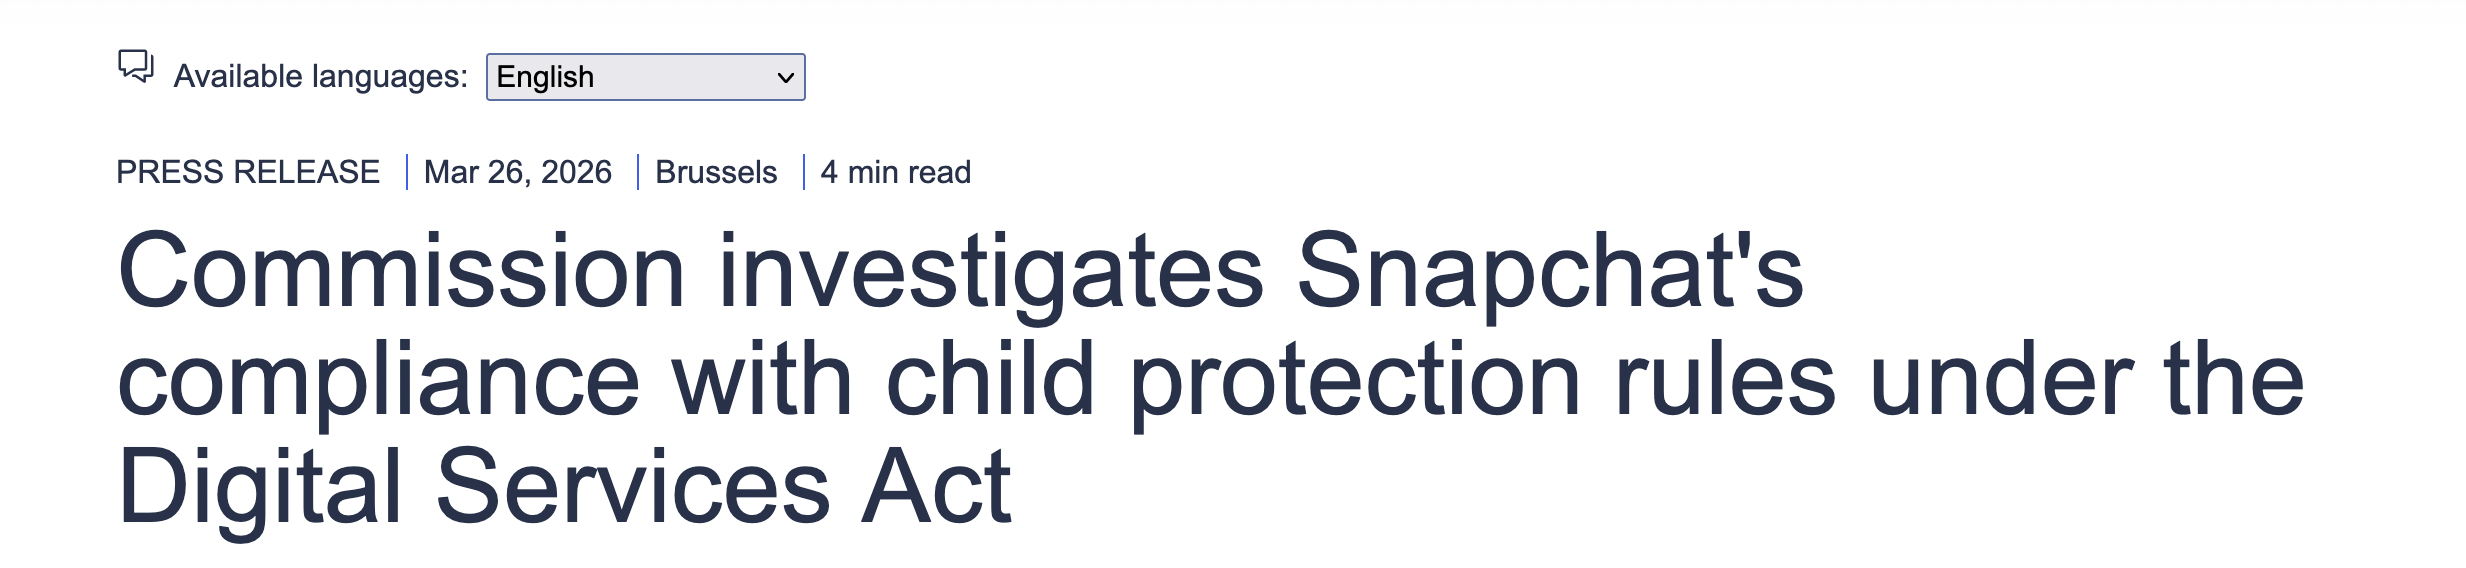 Available languages: English
PRESS RELEASE Mar 26, 2026 Brussels 4 min read
Commission investigates Snapchat's
compliance with child protection rules under the
Digital Services Act